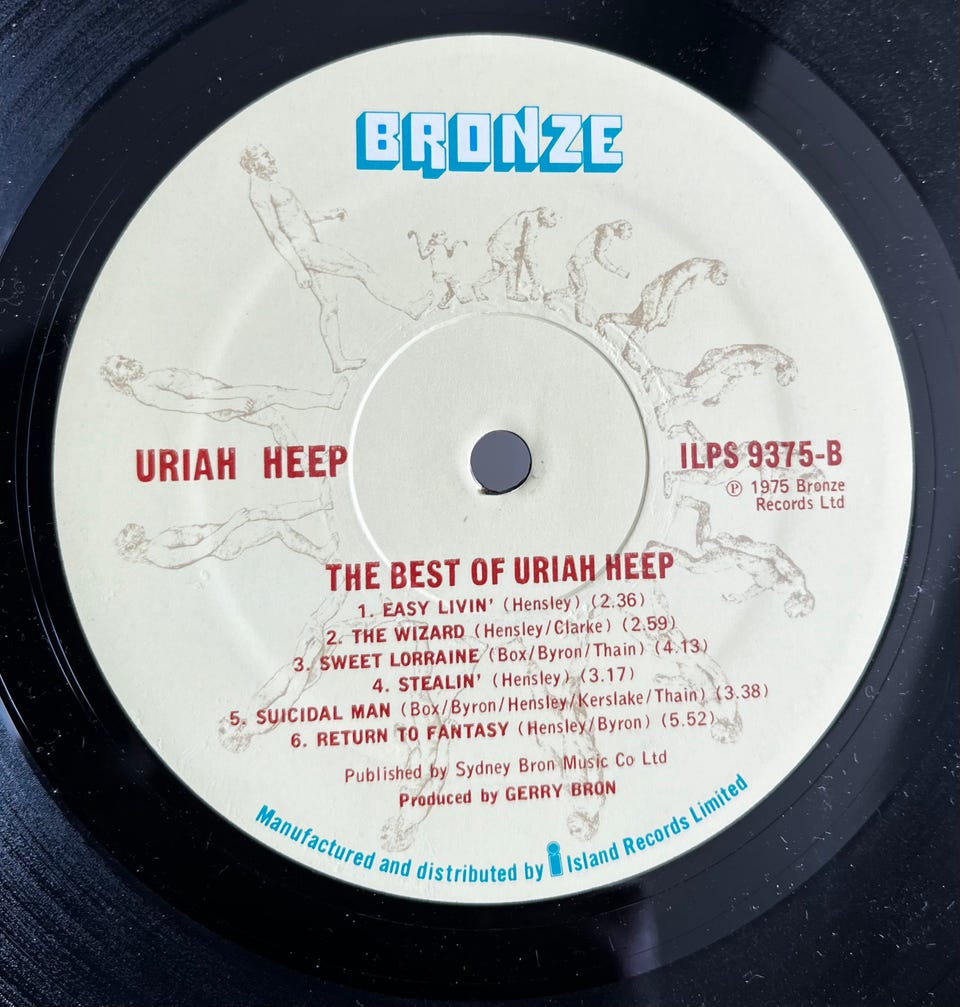 BRONZE
URIAH HEEP
ILPS 9375-B
℗ 1975 Bronze
Records Ltd
THE BEST OF URIAH HEEP
1. EASY LIVIN' (Hensley) (2.36)
2. THE WIZARD (Hensley/Clarke) (2.59)
3. SWEET LORRAINE (Box/Byron/Thain) (4.13)
4. STEALIN' (Hensley) (3.17)
5. SUICIDAL MAN (Box/Byron/Hensley/Kerslake/Thain) (3.38)
6. RETURN TO FANTASY (Hensley/Byron) (5.52)
Published by Sydney Bron Music Co Ltd
Produced by GERRY BRON
Manufactured and distributed by i Island Records Limited